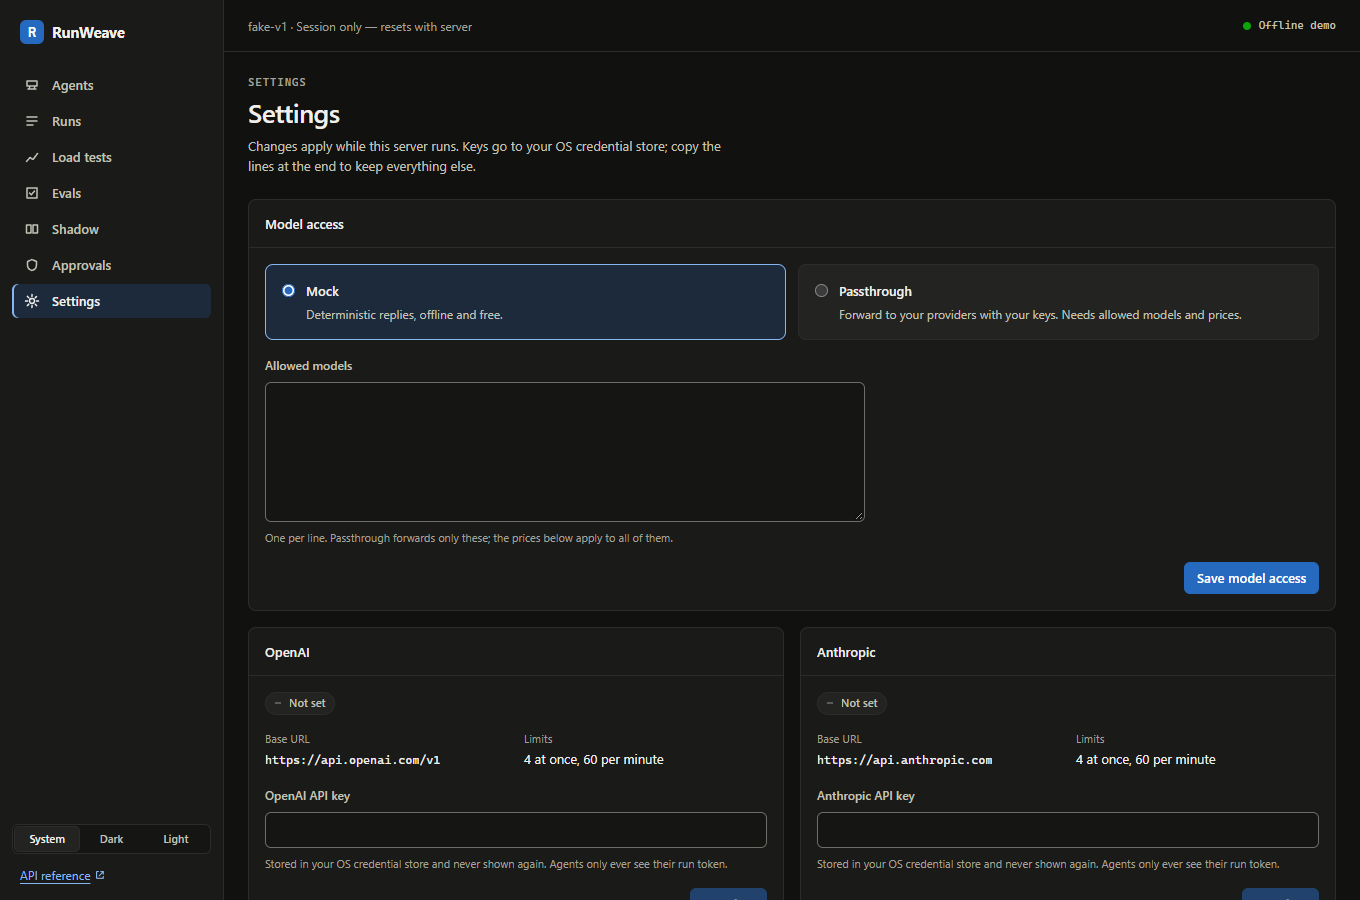 R RunWeave
Agents
Runs
Load tests
Evals
Shadow
Approvals
Settings
System Dark Light
API reference
fake-v1 · Session only — resets with server
Offline demo
SETTINGS
Settings
Changes apply while this server runs. Keys go to your OS credential store; copy the
lines at the end to keep everything else.
Model access
Mock
Deterministic replies, offline and free.
Passthrough
Forward to your providers with your keys. Needs allowed models and prices.
Allowed models
One per line. Passthrough forwards only these; the prices below apply to all of them.
Save model access
OpenAI
Not set
Base URL
https://api.openai.com/v1
Limits
4 at once, 60 per minute
OpenAI API key
Stored in your OS credential store and never shown again. Agents only ever see their run token.
Anthropic
Not set
Base URL
https://api.anthropic.com
Limits
4 at once, 60 per minute
Anthropic API key
Stored in your OS credential store and never shown again. Agents only ever see their run token.